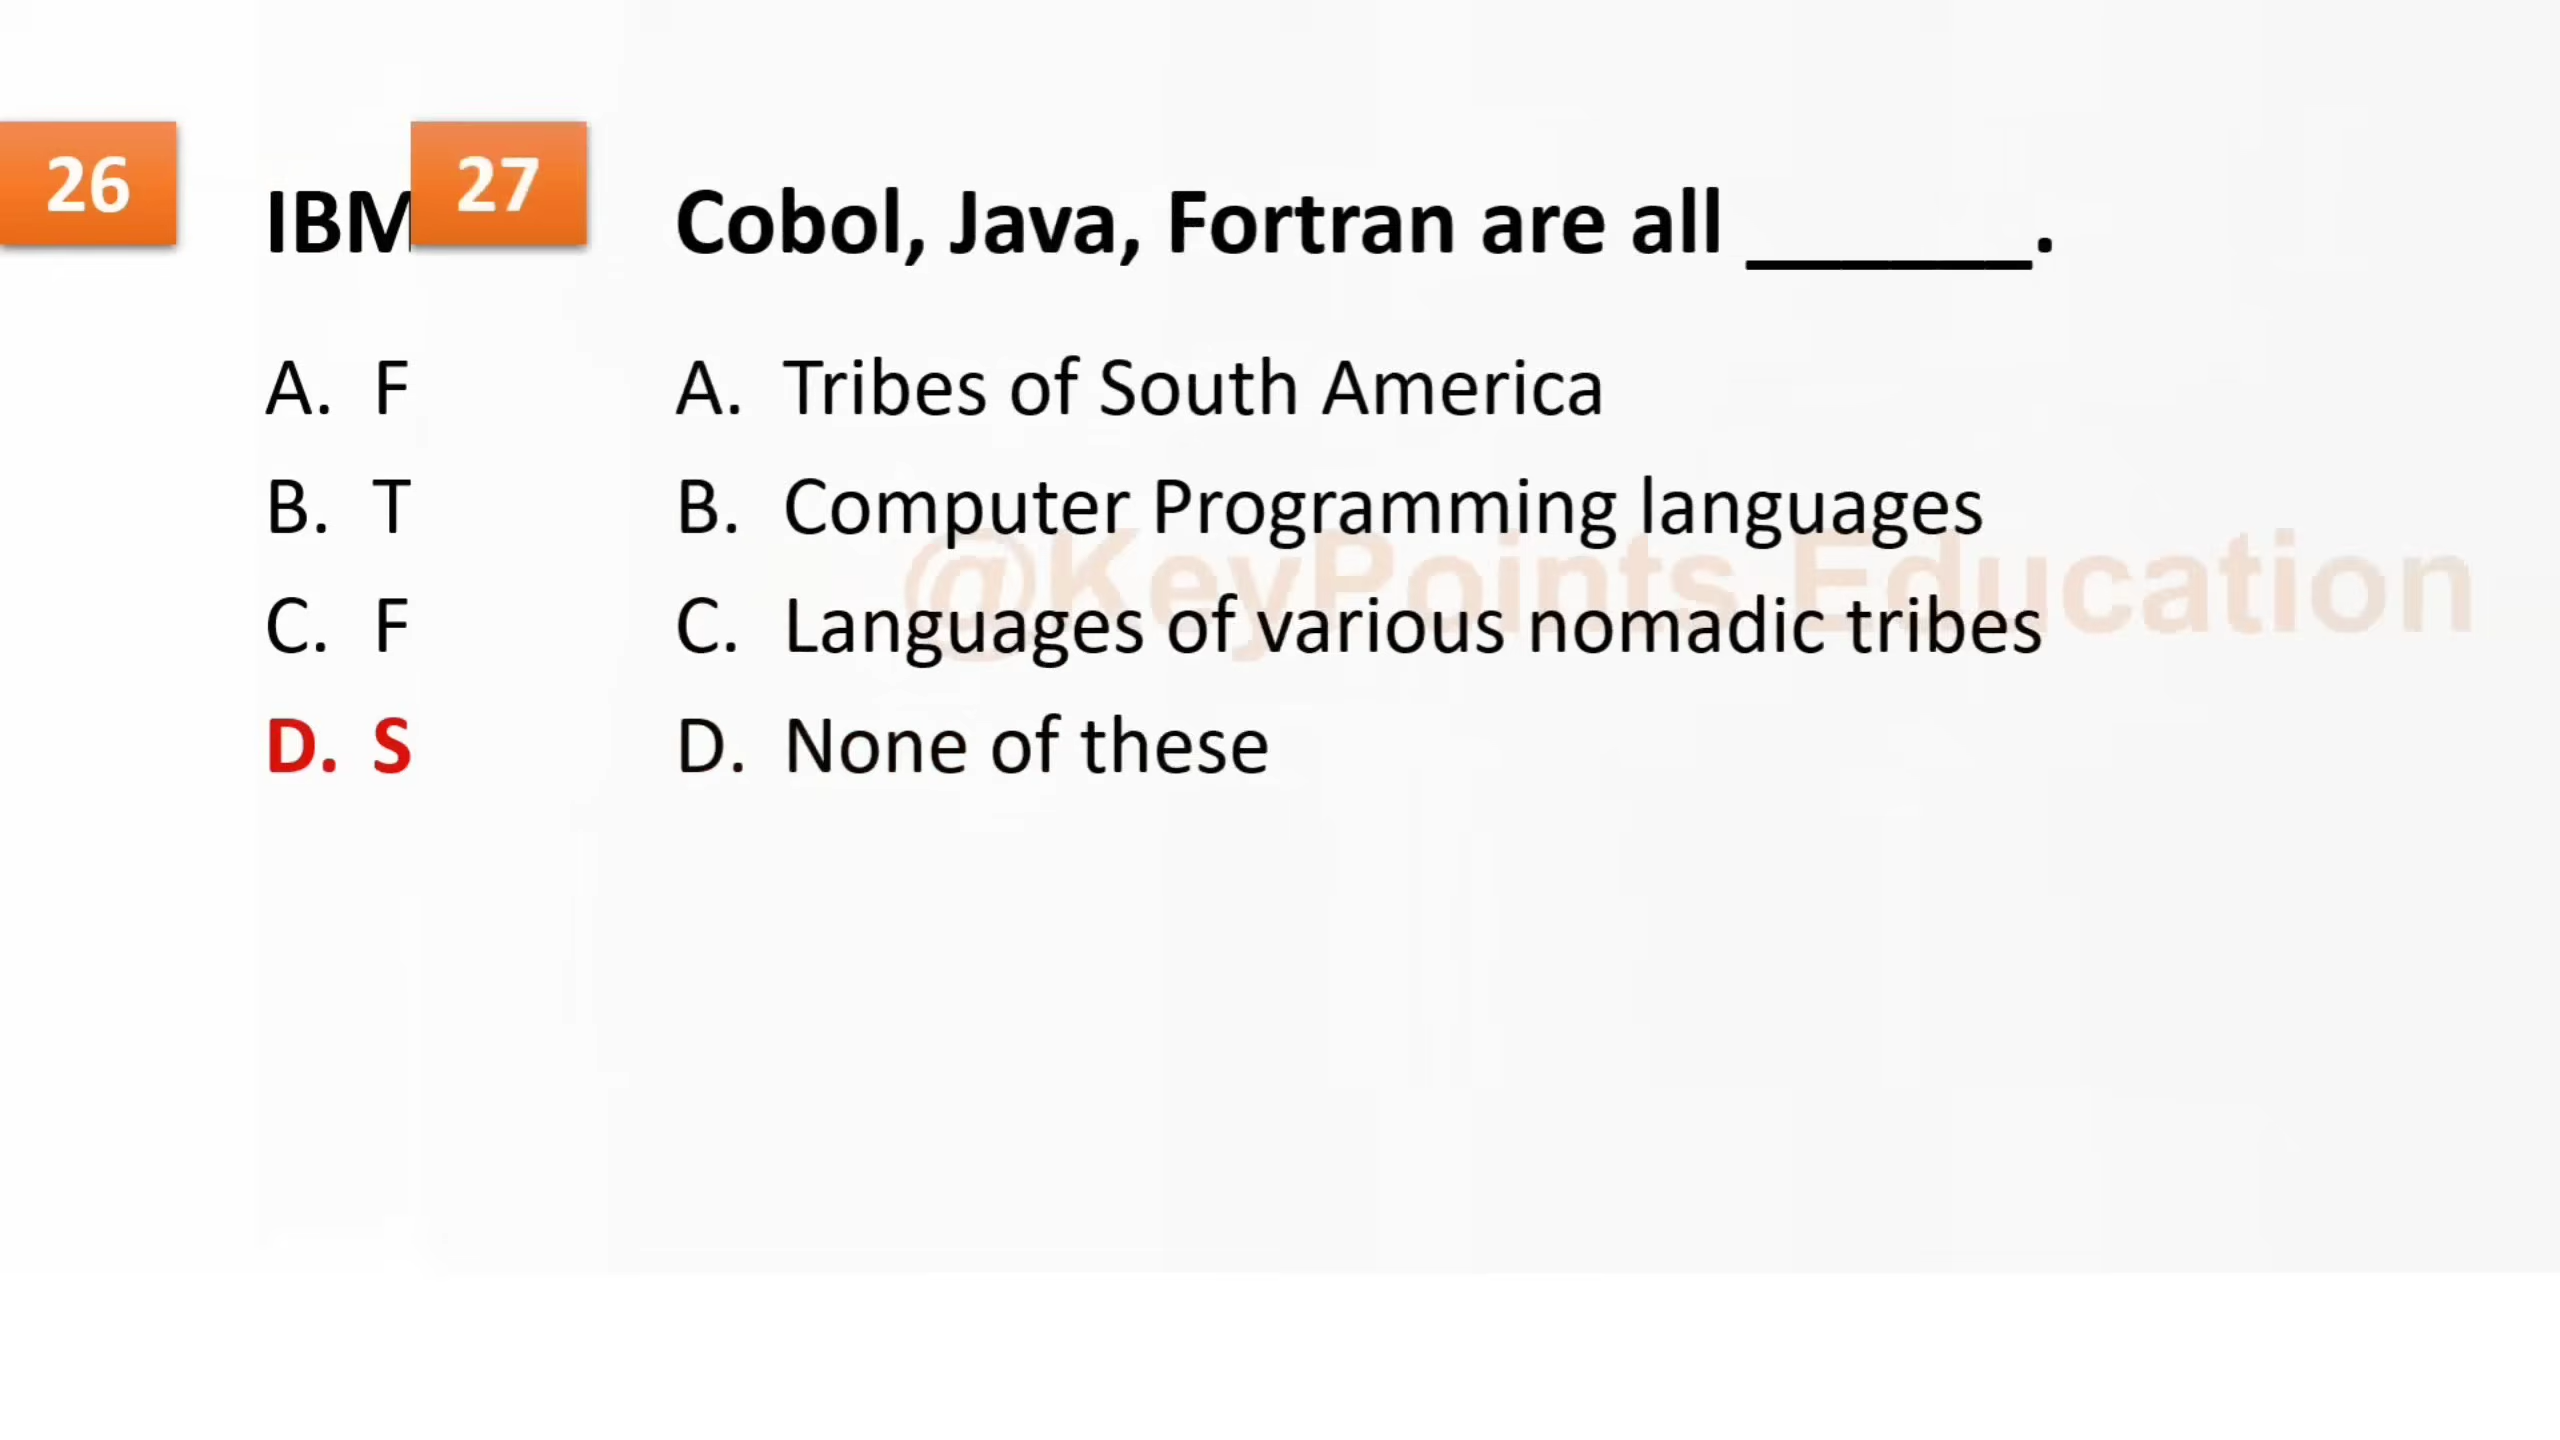 26
IBM
A. F
B. T
C. F
D. S
27
Cobol, Java, Fortran are all ______.
A. Tribes of South America
B. Computer Programming languages
C. Languages of various nomadic tribes
D. None of these
@KeyPoints Education